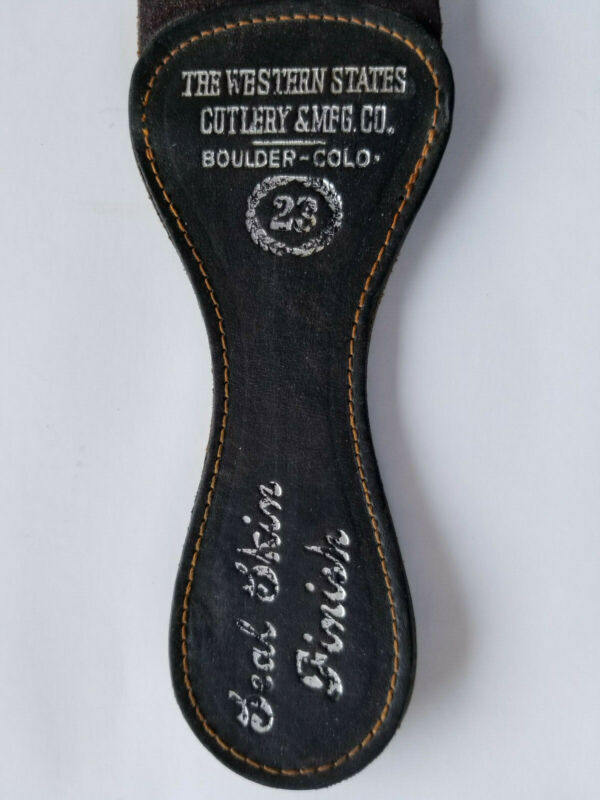 THE WESTERN STATES
CUTLERY & MFG. CO.
BOULDER-COLO.
23
Seal Skin
Finish